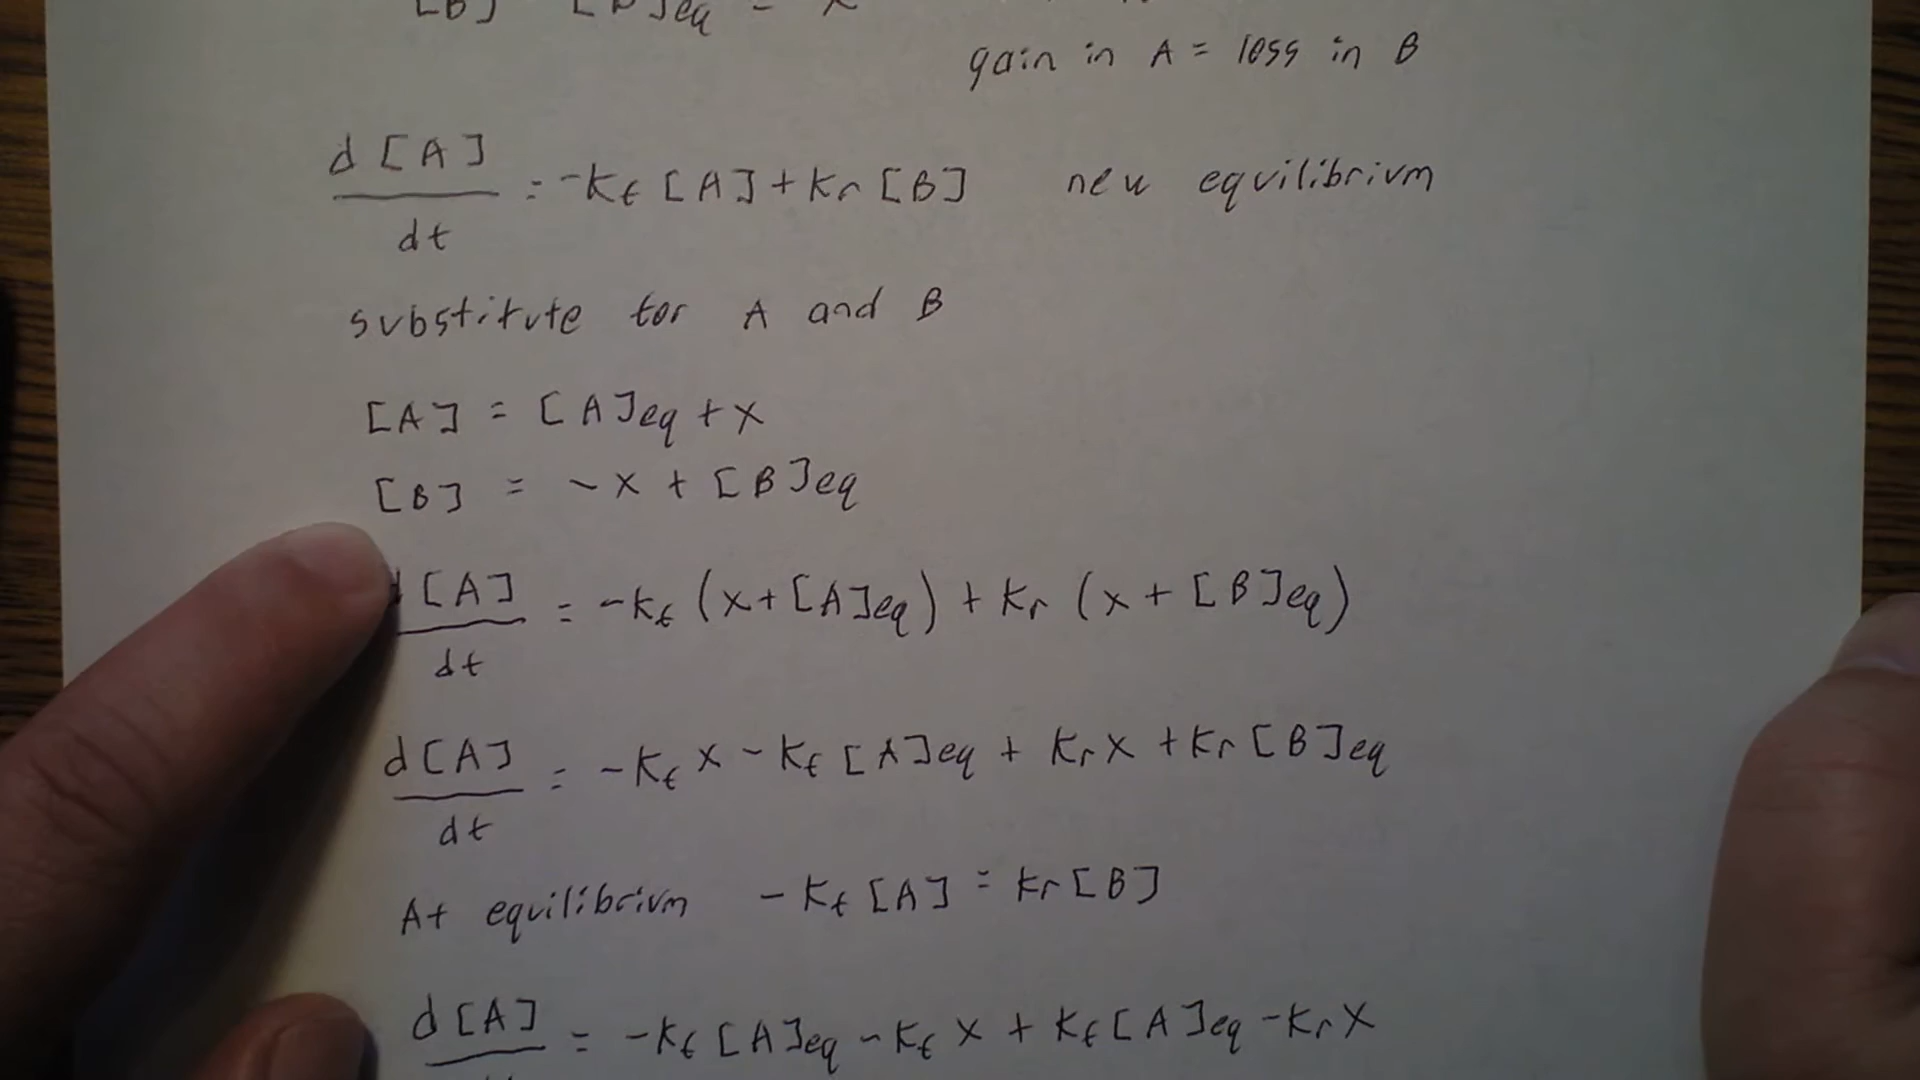 [B] [B]eq - x
gain in A = loss in B
d[A]/dt = -kf[A] + kr[B] new equilibrium
substitute for A and B
[A] = [A]eq + x
[B] = -x + [B]eq
d[A]/dt = -kf(x+[A]eq) + kr(x+[B]eq)
d[A]/dt = -kf x - kf[A]eq + kr x + kr[B]eq
At equilibrium -kf[A] = kr[B]
d[A] = -kf[A]eq - kf x + kf[A]eq - kr x